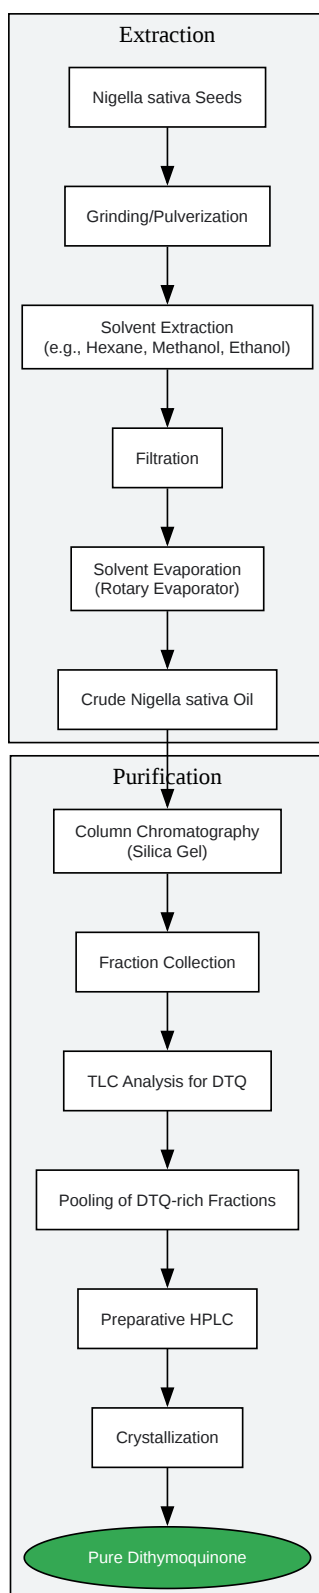 Extraction
Nigella sativa Seeds
Grinding/Pulverization
Solvent Extraction
(e.g., Hexane, Methanol, Ethanol)
Filtration
Solvent Evaporation
(Rotary Evaporator)
Crude Nigella sativa Oil
Purification
Column Chromatography
(Silica Gel)
Fraction Collection
TLC Analysis for DTQ
Pooling of DTQ-rich Fractions
Preparative HPLC
Crystallization
Pure Dithymoquinone